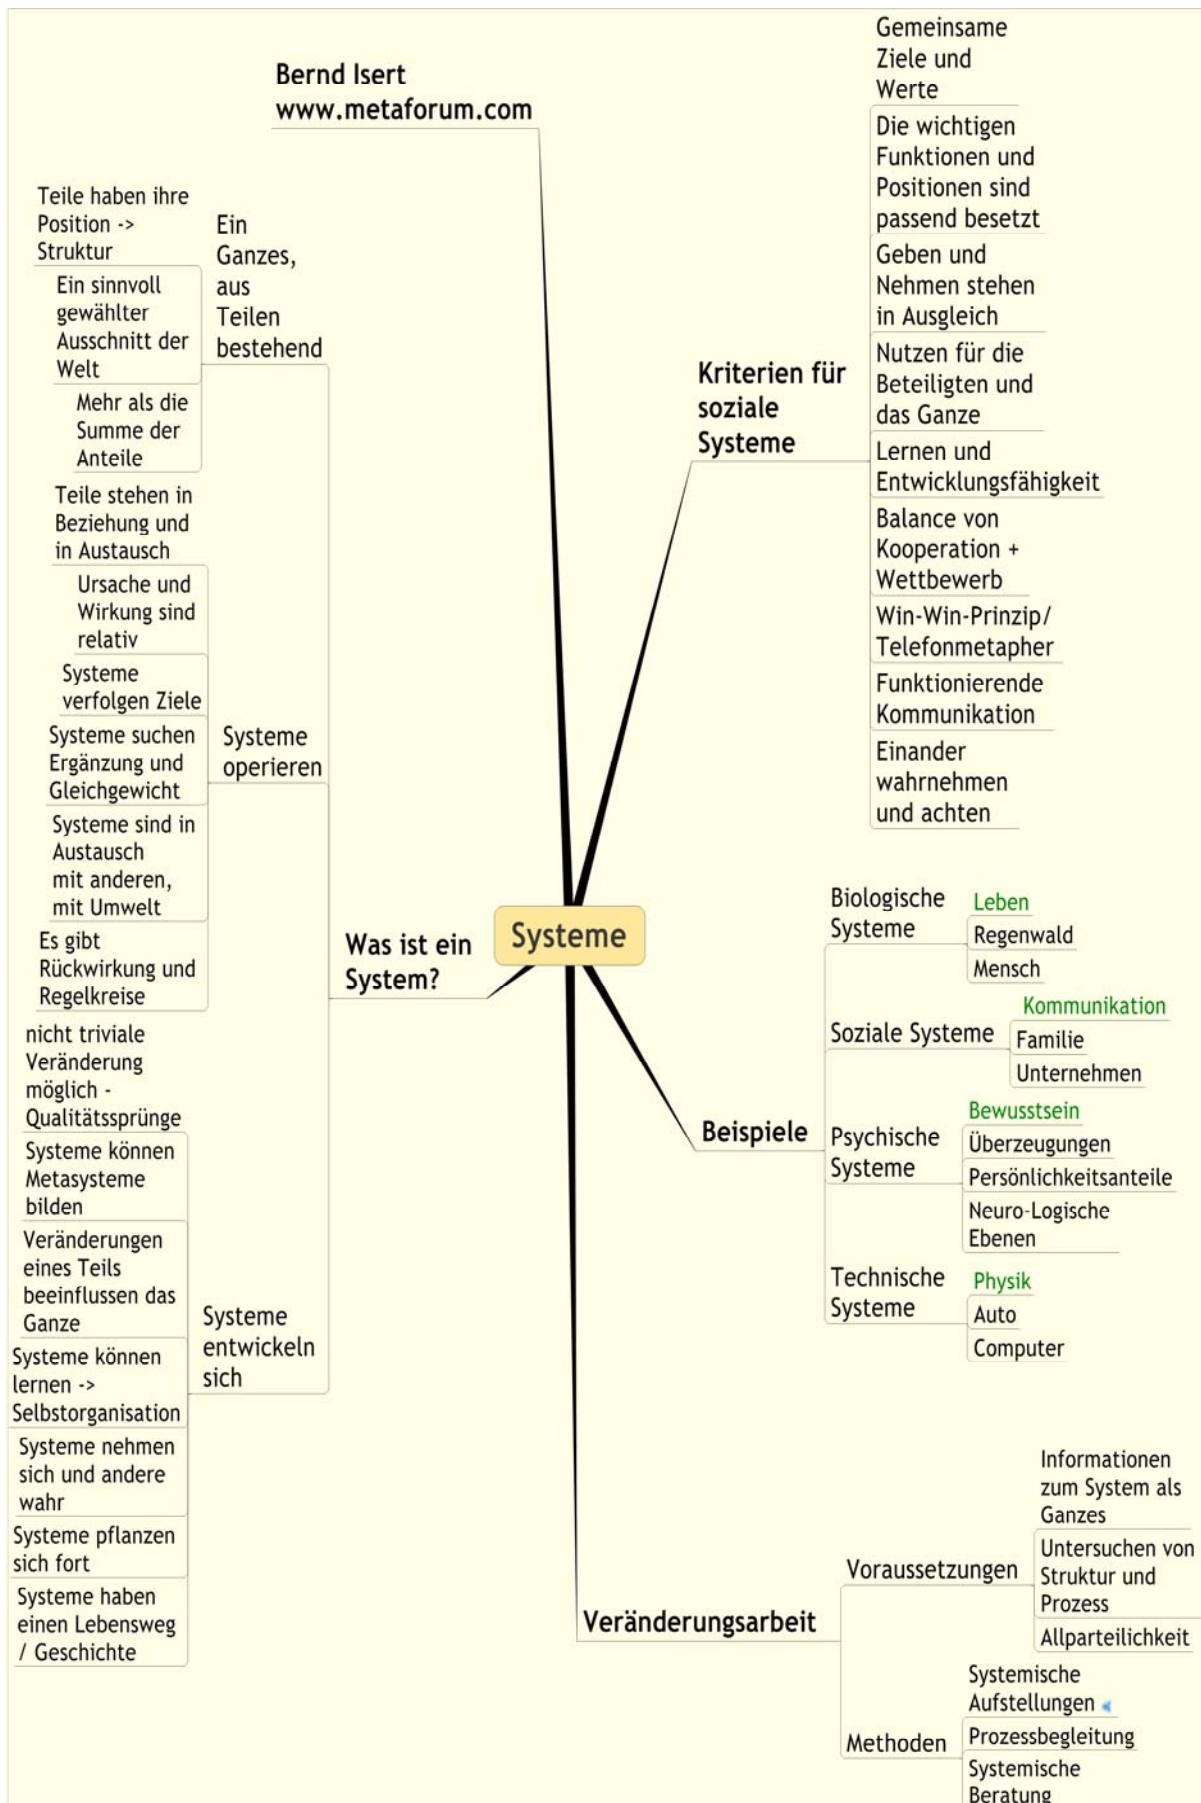 Bernd Isert
www.metaforum.com
Systeme
Was ist ein
System?
Ein
Ganzes,
aus
Teilen
bestehend
Teile haben ihre
Position ->
Struktur
Ein sinnvoll
gewählter
Ausschnitt der
Welt
Mehr als die
Summe der
Anteile
Systeme
operieren
Teile stehen in
Beziehung und
in Austausch
Ursache und
Wirkung sind
relativ
Systeme
verfolgen Ziele
Systeme suchen
Ergänzung und
Gleichgewicht
Systeme sind in
Austausch
mit anderen,
mit Umwelt
Es gibt
Rückwirkung und
Regelkreise
Systeme
entwickeln
sich
nicht triviale
Veränderung
möglich -
Qualitätssprünge
Systeme können
Metasysteme
bilden
Veränderungen
eines Teils
beeinflussen das
Ganze
Systeme können
lernen ->
Selbstorganisation
Systeme nehmen
sich und andere
wahr
Systeme pflanzen
sich fort
Systeme haben
einen Lebensweg
/ Geschichte
Kriterien für
soziale
Systeme
Gemeinsame
Ziele und
Werte
Die wichtigen
Funktionen und
Positionen sind
passend besetzt
Geben und
Nehmen stehen
in Ausgleich
Nutzen für die
Beteiligten und
das Ganze
Lernen und
Entwicklungsfähigkeit
Balance von
Kooperation +
Wettbewerb
Win-Win-Prinzip/
Telefonmetapher
Funktionierende
Kommunikation
Einander
wahrnehmen
und achten
Beispiele
Biologische
Systeme
Leben
Regenwald
Mensch
Soziale Systeme
Kommunikation
Familie
Unternehmen
Psychische
Systeme
Bewusstsein
Überzeugungen
Persönlichkeitsanteile
Neuro-Logische
Ebenen
Technische
Systeme
Physik
Auto
Computer
Veränderungsarbeit
Voraussetzungen
Informationen
zum System als
Ganzes
Untersuchen von
Struktur und
Prozess
Allparteilichkeit
Methoden
Systemische
Aufstellungen
Prozessbegleitung
Systemische
Beratung